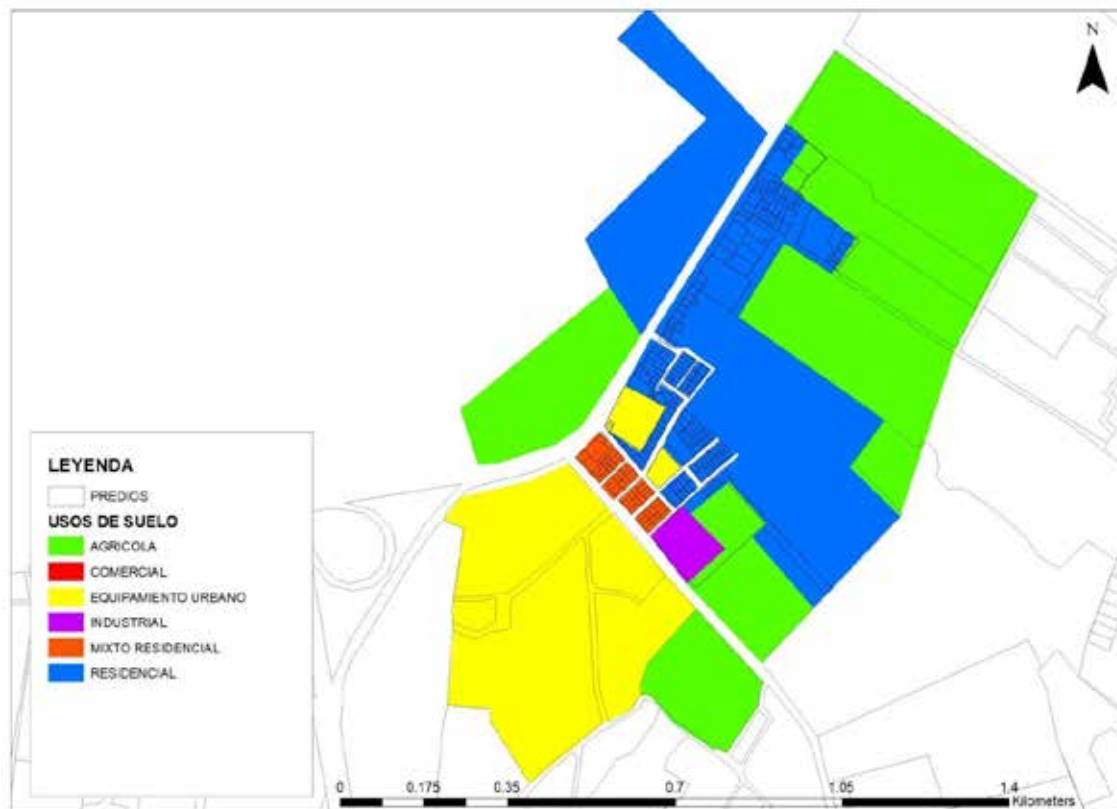 N
LEYENDA
PREDIOS
USOS DE SUELO
AGRICOLA
COMERCIAL
EQUIPAMIENTO URBANO
INDUSTRIAL
MIXTO RESIDENCIAL
RESIDENCIAL
0 0.175 0.35 0.7 1.05 1.4
Kilometers